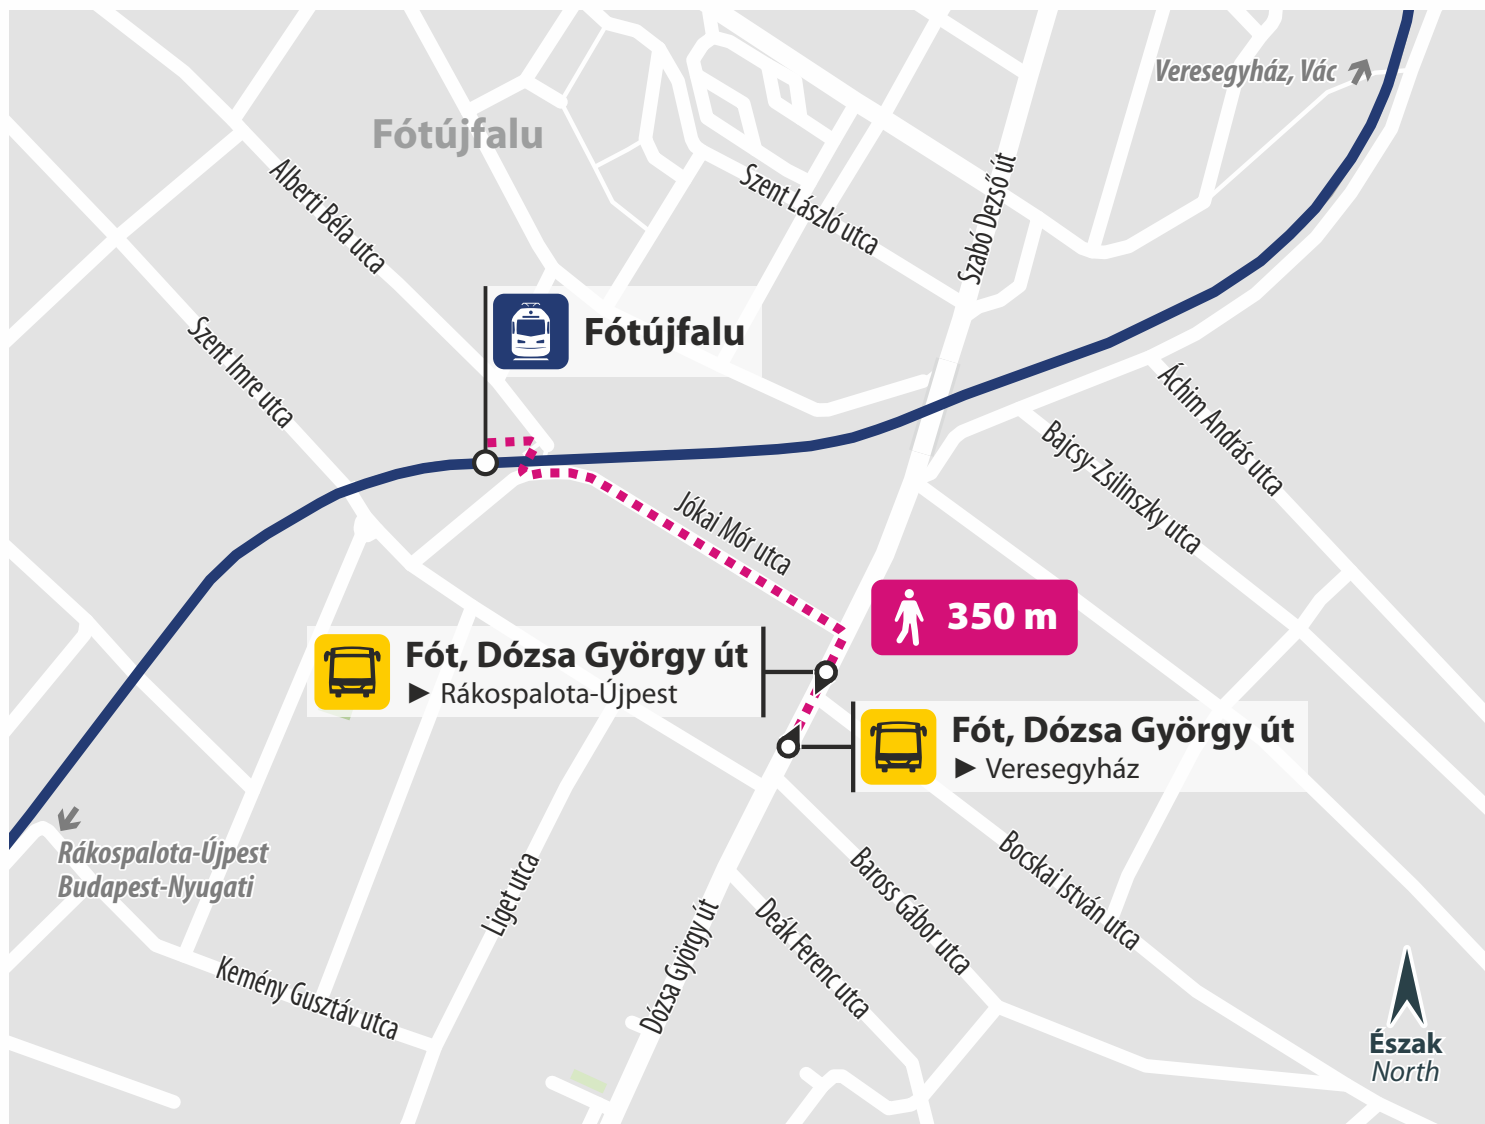 Veresegyház, Vác
Fótújfalu
Alberti Béla utca
Szent László utca
Szabó Dezső út
Szent Imre utca
Fótújfalu
Áchim András utca
Bajcsy-Zsilinszky utca
Jókai Mór utca
350 m
Fót, Dózsa György út
► Rákospalota-Újpest
Fót, Dózsa György út
► Veresegyház
Rákospalota-Újpest
Budapest-Nyugati
Liget utca
Bocskai István utca
Baross Gábor utca
Deák Ferenc utca
Dózsa György út
Kemény Gusztáv utca
Észak
North